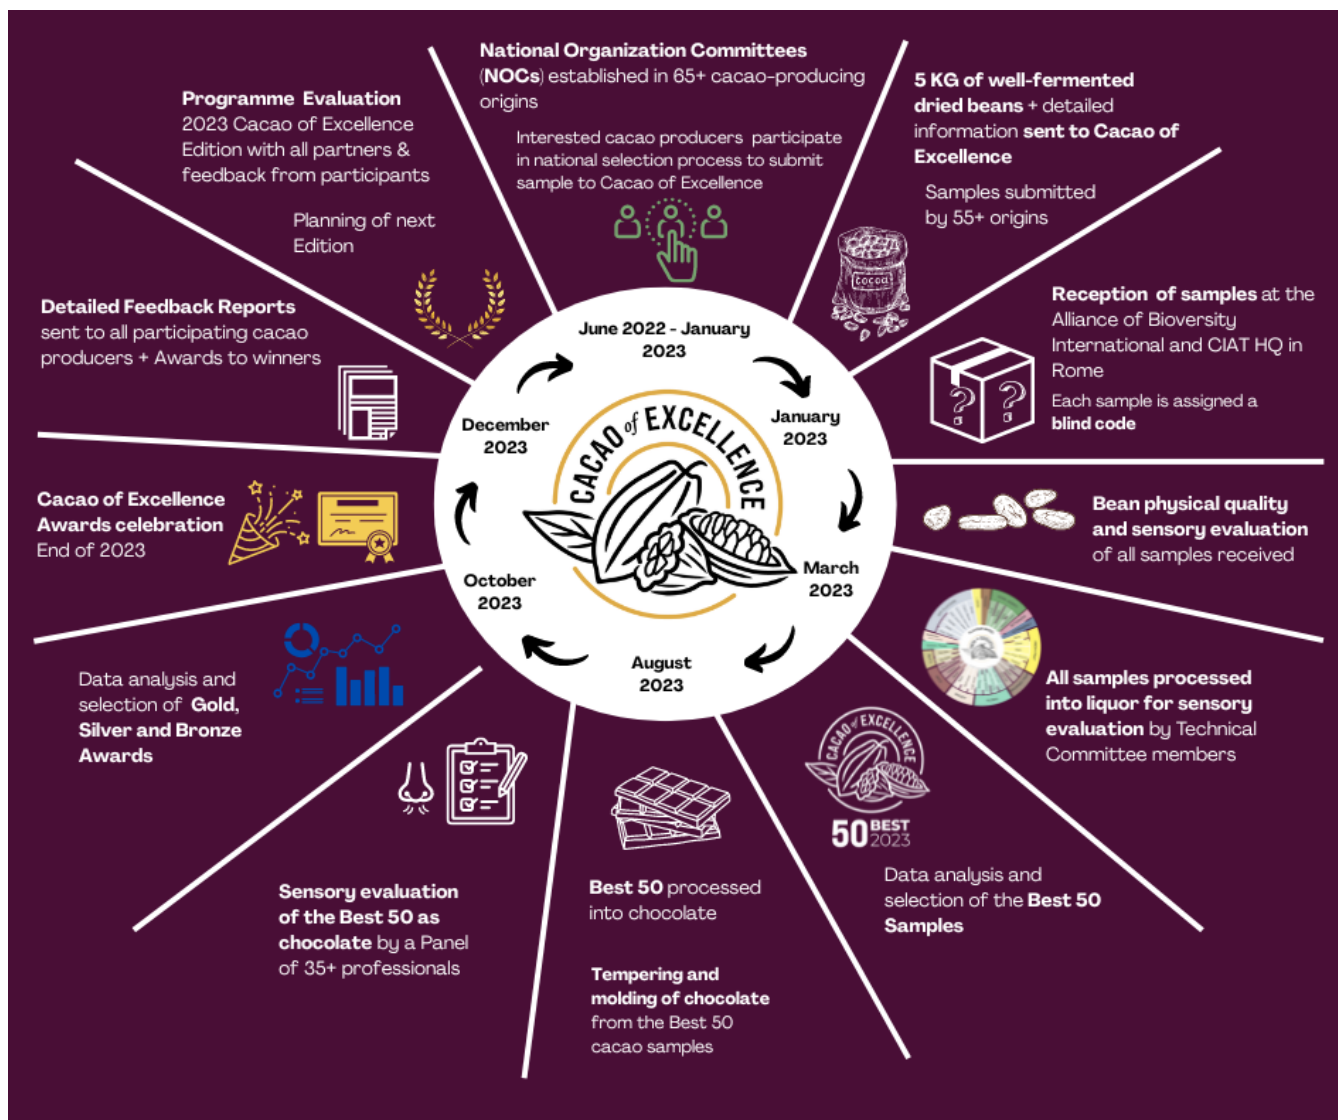 National Organization Committees
(NOCs) established in 65+ cacao-producing
origins
Interested cacao producers participate
in national selection process to submit
sample to Cacao of Excellence
5 KG of well-fermented
dried beans + detailed
information sent to Cacao of
Excellence
Samples submitted
by 55+ origins
cocoa
Reception of samples at the
Alliance of Bioversity
International and CIAT HQ in
Rome
Each sample is assigned a
blind code
? ?
Bean physical quality
and sensory evaluation
of all samples received
All samples processed
into liquor for sensory
evaluation by Technical
Committee members
CACAO of EXCELLENCE
50 BEST
2023
Data analysis and
selection of the Best 50
Samples
Best 50 processed
into chocolate
Tempering and
molding of chocolate
from the Best 50
cacao samples
Sensory evaluation
of the Best 50 as
chocolate by a Panel
of 35+ professionals
Data analysis and
selection of Gold,
Silver and Bronze
Awards
Cacao of Excellence
Awards celebration
End of 2023
Detailed Feedback Reports
sent to all participating cacao
producers + Awards to winners
Programme Evaluation
2023 Cacao of Excellence
Edition with all partners &
feedback from participants
Planning of next
Edition
June 2022 - January
2023
January
2023
March
2023
August
2023
October
2023
December
2023
CACAO of EXCELLENCE